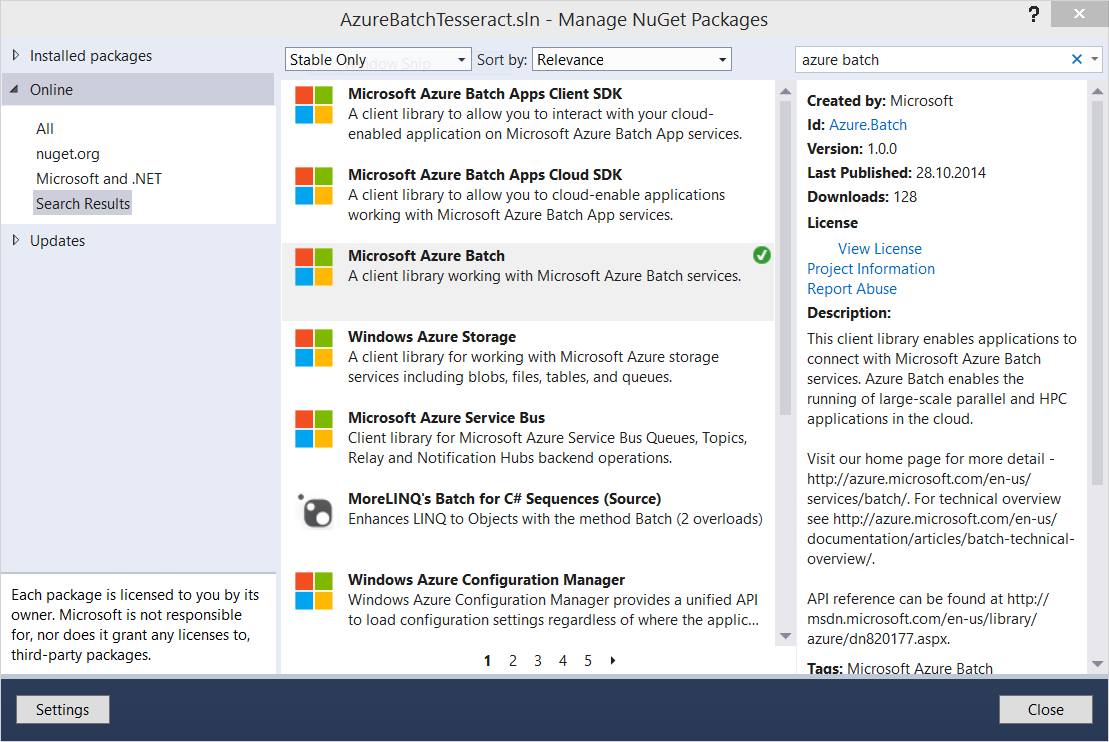 AzureBatchTesseract.sln - Manage NuGet Packages
?
Installed packages
Online
All
nuget.org
Microsoft and .NET
Search Results
Updates
Each package is licensed to you by its
owner. Microsoft is not responsible
for, nor does it grant any licenses to,
third-party packages.
Stable Only
Window Snip
Sort by:
Relevance
Microsoft Azure Batch Apps Client SDK
A client library to allow you to interact with your cloud-
enabled application on Microsoft Azure Batch App services.
Microsoft Azure Batch Apps Cloud SDK
A client library to allow you to cloud-enable applications
working with Microsoft Azure Batch App services.
Microsoft Azure Batch
A client library working with Microsoft Azure Batch services.
Windows Azure Storage
A client library for working with Microsoft Azure storage
services including blobs, files, tables, and queues.
Microsoft Azure Service Bus
Client library for Microsoft Azure Service Bus Queues, Topics,
Relay and Notification Hubs backend operations.
MoreLINQ's Batch for C# Sequences (Source)
Enhances LINQ to Objects with the method Batch (2 overloads)
Windows Azure Configuration Manager
Windows Azure Configuration Manager provides a unified API
to load configuration settings regardless of where the applic...
1 2 3 4 5
azure batch
Created by: Microsoft
Id: Azure.Batch
Version: 1.0.0
Last Published: 28.10.2014
Downloads: 128
License
View License
Project Information
Report Abuse
Description:
This client library enables applications to
connect with Microsoft Azure Batch
services. Azure Batch enables the
running of large-scale parallel and HPC
applications in the cloud.
Visit our home page for more detail -
http://azure.microsoft.com/en-us/
services/batch/. For technical overview
see http://azure.microsoft.com/en-us/
documentation/articles/batch-technical-
overview/.
API reference can be found at http://
msdn.microsoft.com/en-us/library/
azure/dn820177.aspx.
Tags: Microsoft Azure Batch
Settings
Close